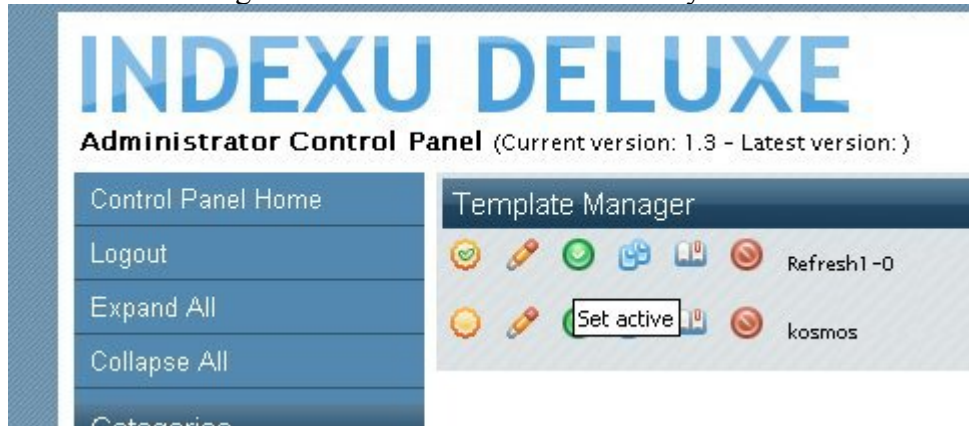 INDEXU DELUXE
Administrator Control Panel (Current version: 1.3 - Latest version: )
Control Panel Home
Logout
Expand All
Collapse All
Categories
Template Manager
Refresh1-0
Set active
kosmos